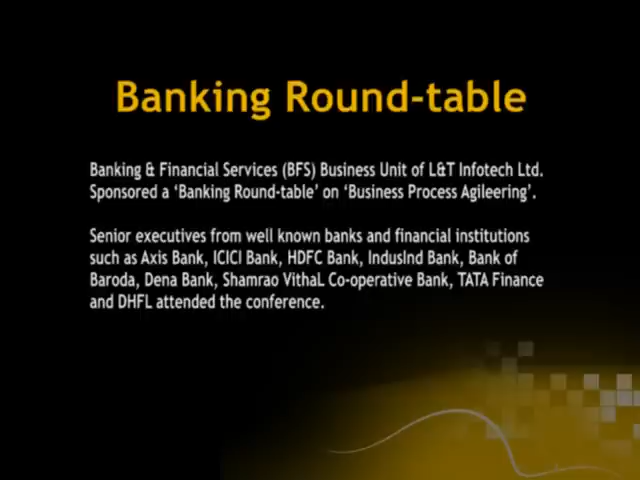 Banking Round-table
Banking & Financial Services (BFS) Business Unit of L&T Infotech Ltd.
Sponsored a ‘Banking Round-table’ on ‘Business Process Agileering’.
Senior executives from well known banks and financial institutions
such as Axis Bank, ICICI Bank, HDFC Bank, IndusInd Bank, Bank of
Baroda, Dena Bank, Shamrao VithaL Co-operative Bank, TATA Finance
and DHFL attended the conference.